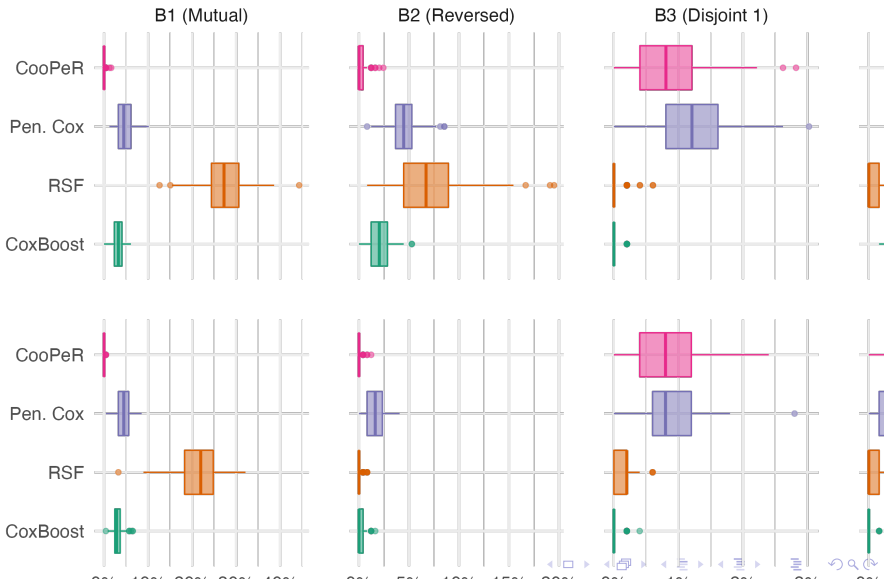 B1 (Mutual) B2 (Reversed) B3 (Disjoint 1)
CooPeR
Pen. Cox
RSF
CoxBoost
CooPeR
Pen. Cox
RSF
CoxBoost